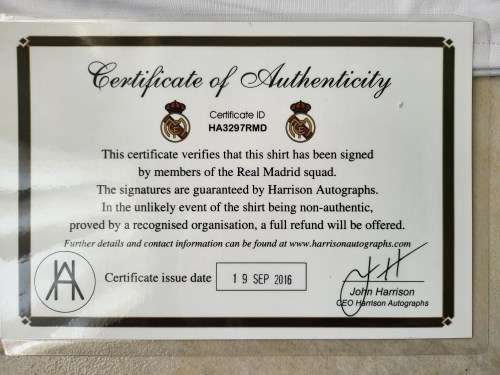 Certificate of Authenticity
Certificate ID
HA3297RMD
This certificate verifies that this shirt has been signed
by members of the Real Madrid squad.
The signatures are guaranteed by Harrison Autographs.
In the unlikely event of the shirt being non-authentic,
proved by a recognised organisation, a full refund will be offered.
Further details and contact information can be found at www.harrisonautographs.com
Certificate issue date 19 SEP 2016
John Harrison
CEO Harrison Autographs